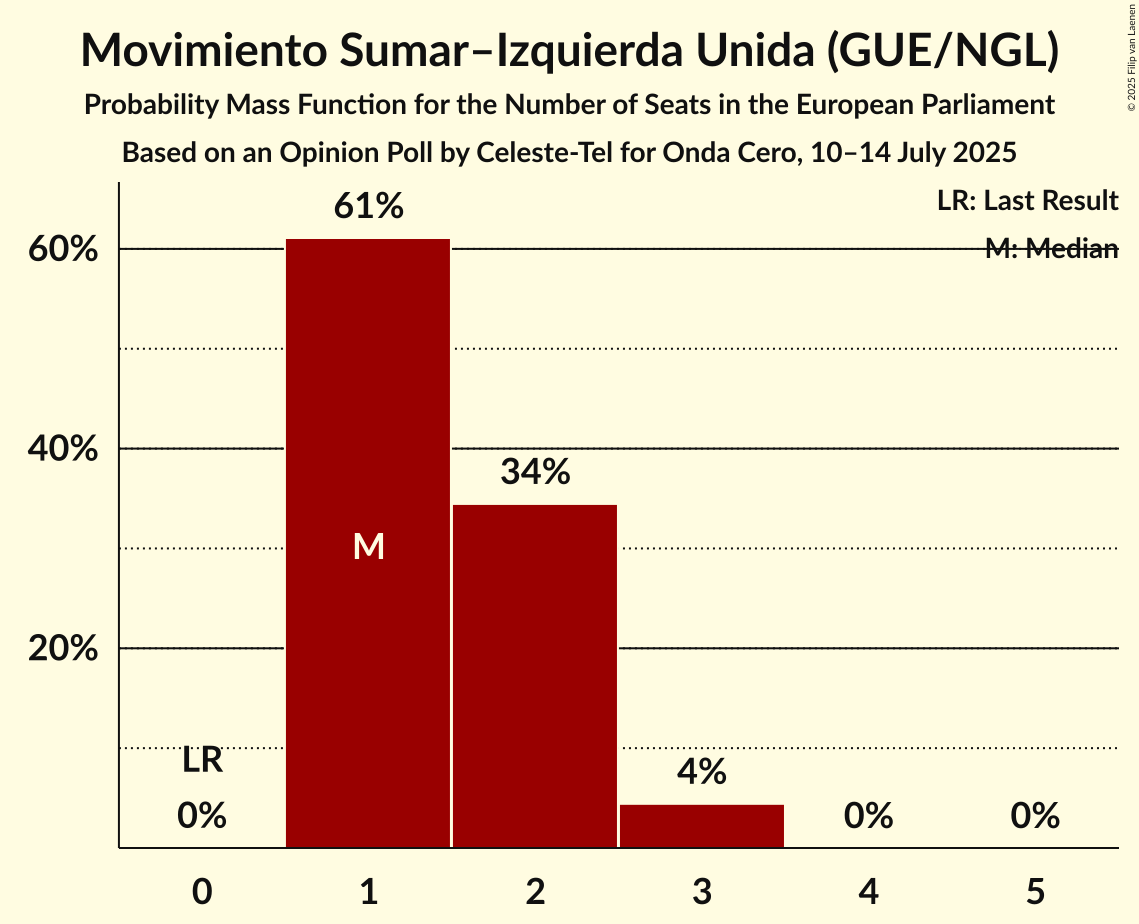 Movimiento Sumar–Izquierda Unida (GUE/NGL)
Probability Mass Function for the Number of Seats in the European Parliament
Based on an Opinion Poll by Celeste-Tel for Onda Cero, 10–14 July 2025
© 2025 Filip van Laenen
LR: Last Result
M: Median
61%
60%
40%
34%
M
20%
LR
4%
0%
0%
0%
0
1
2
3
4
5